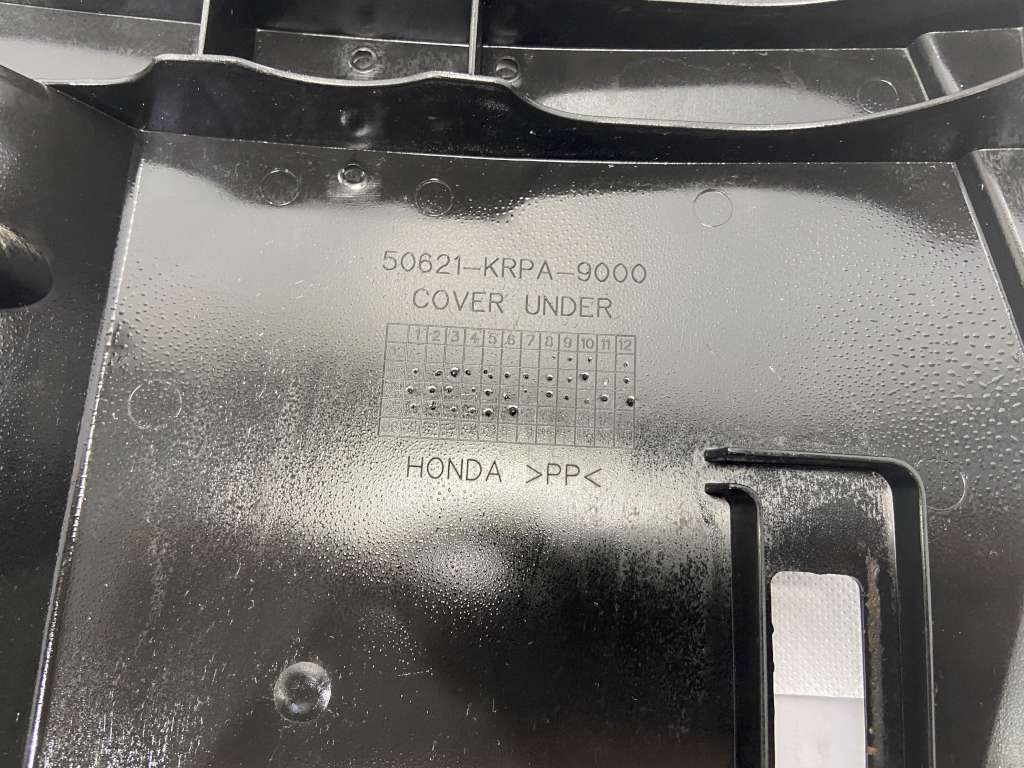 50621-KRPA-9000
COVER UNDER
1 2 3 4 5 6 7 8 9 10 11 12
HONDA >PP<